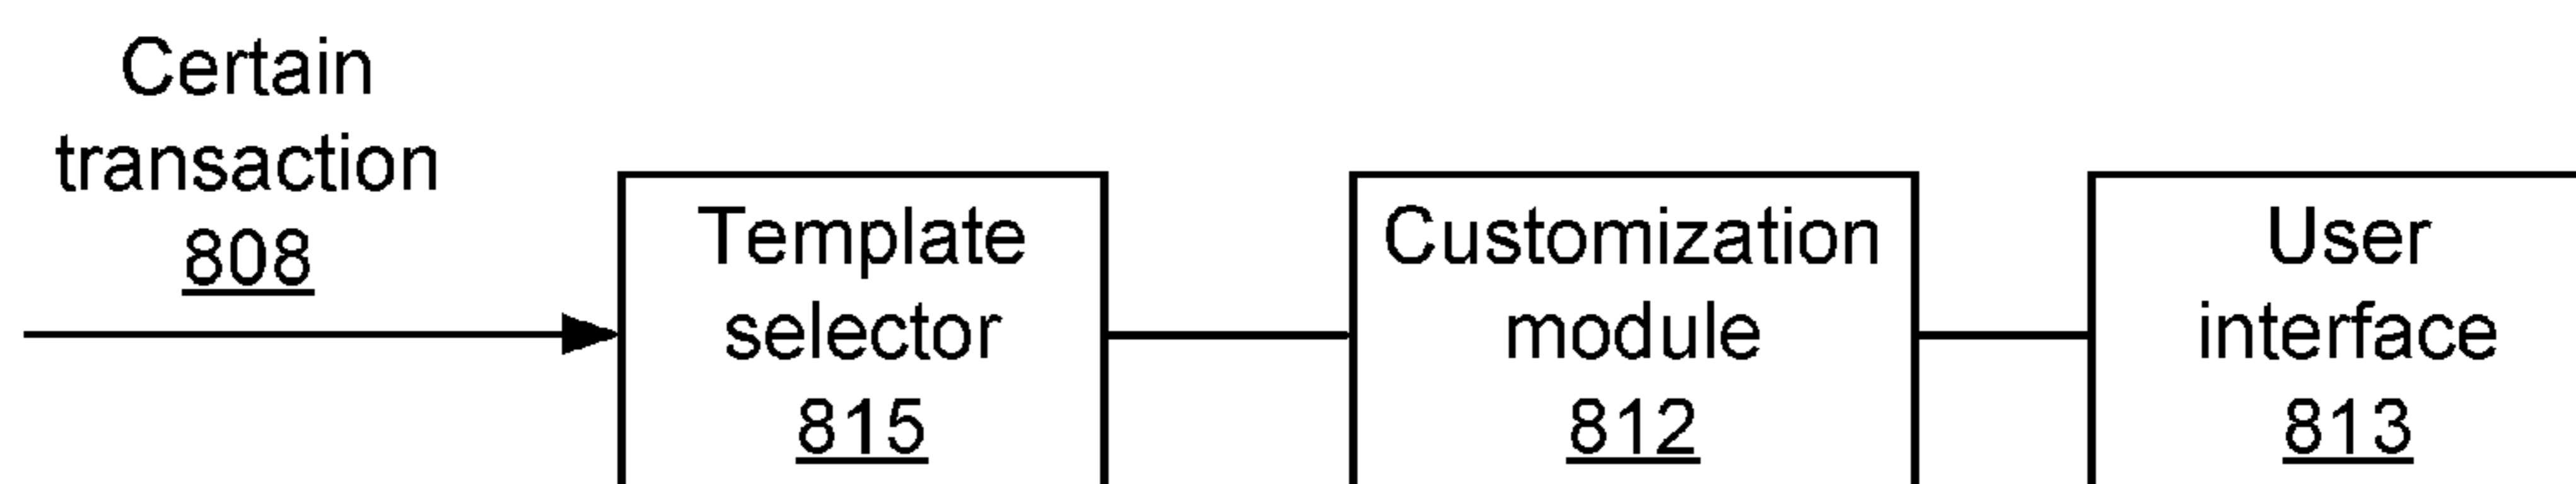 Certain
transaction
808
Template
selector
815
Customization
module
812
User
interface
813